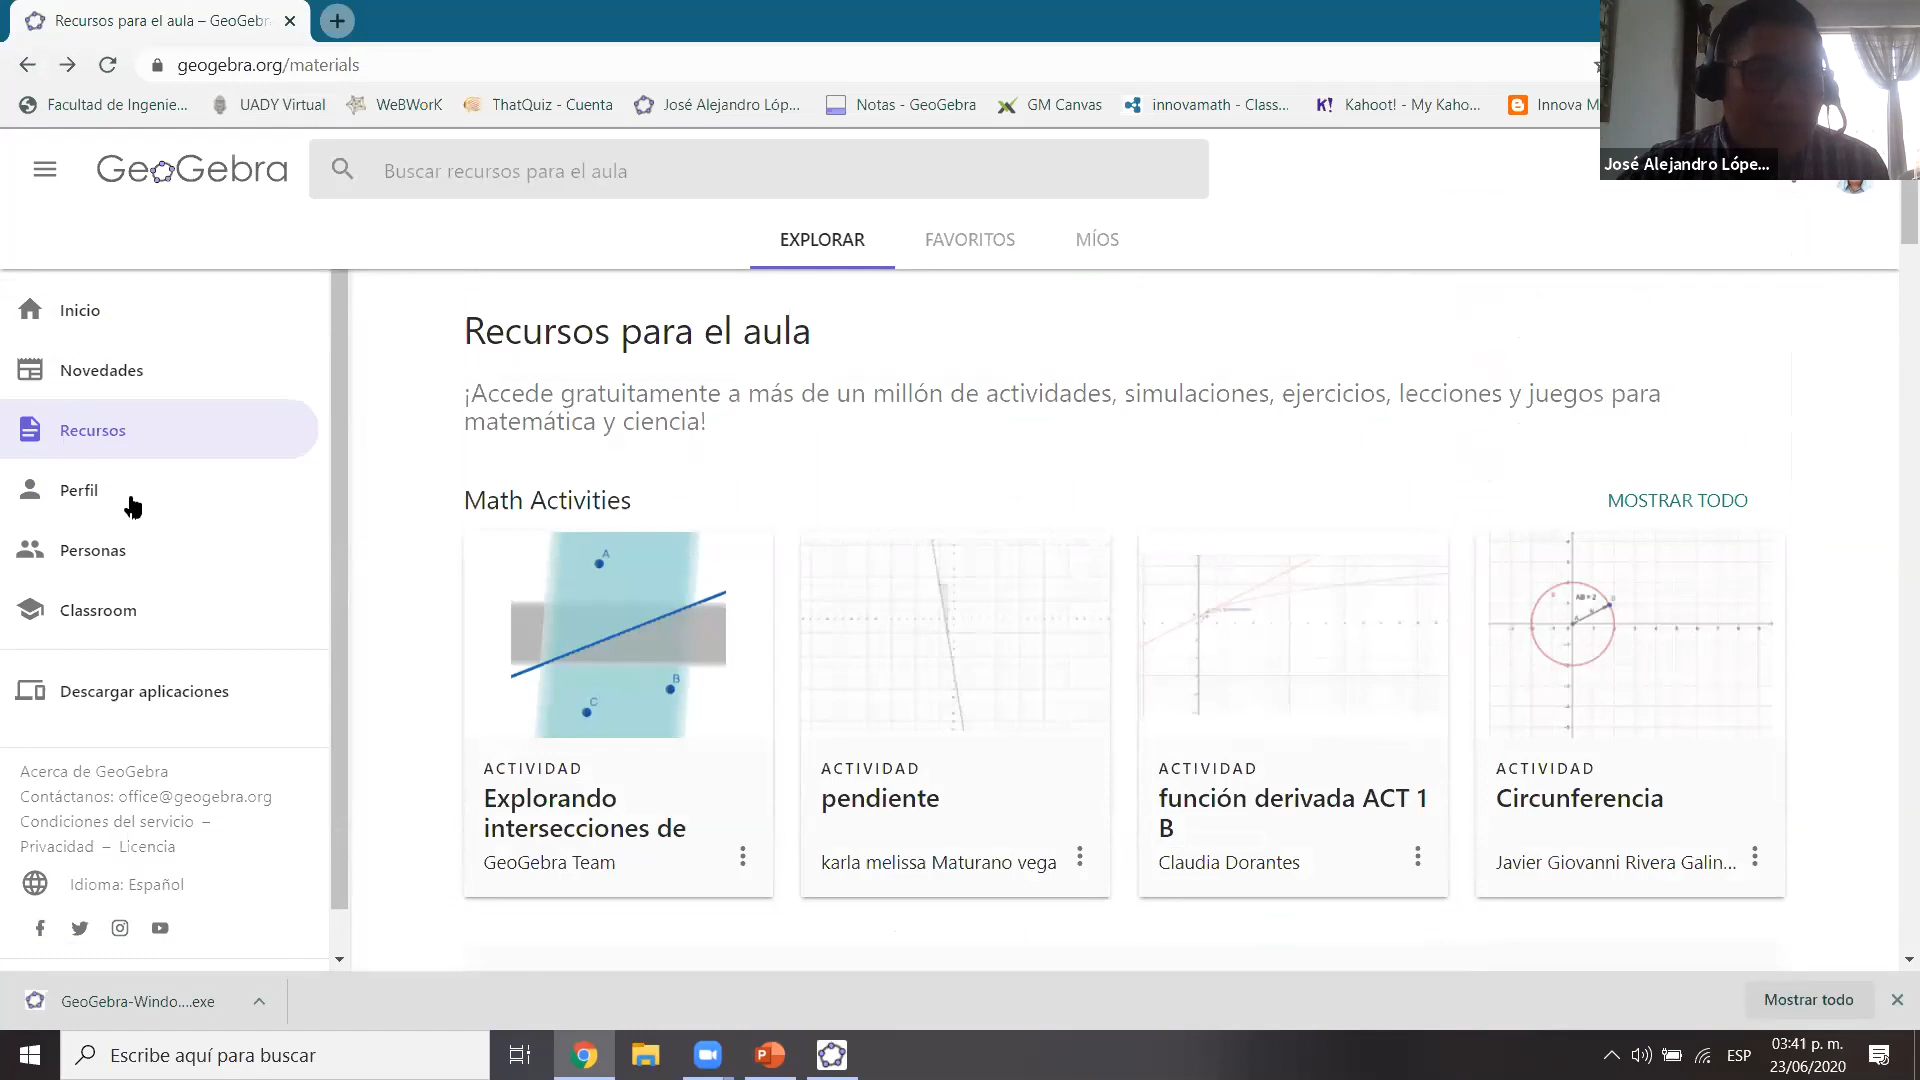 Recursos para el aula – GeoGebr
geogebra.org/materials
Facultad de Ingenie...
UADY Virtual
WeBWorK
ThatQuiz - Cuenta
José Alejandro Lóp...
Notas - GeoGebra
GM Canvas
innovamath - Class...
K!
Kahoot! - My Kaho...
Innova M
José Alejandro Lópe...
GeoGebra
Buscar recursos para el aula
EXPLORAR
FAVORITOS
MÍOS
Inicio
Novedades
Recursos
Perfil
Personas
Classroom
Descargar aplicaciones
Acerca de GeoGebra
Contáctanos: office@geogebra.org
Condiciones del servicio –
Privacidad – Licencia
Idioma: Español
Recursos para el aula
¡Accede gratuitamente a más de un millón de actividades, simulaciones, ejercicios, lecciones y juegos para
matemática y ciencia!
Math Activities
MOSTRAR TODO
A
B
C
ACTIVIDAD
Explorando
intersecciones de
GeoGebra Team
ACTIVIDAD
pendiente
karla melissa Maturano vega
ACTIVIDAD
función derivada ACT 1
B
Claudia Dorantes
AB = 2
ACTIVIDAD
Circunferencia
Javier Giovanni Rivera Galin...
GeoGebra-Windo....exe
Mostrar todo
Escribe aquí para buscar
ESP
03:41 p. m.
23/06/2020